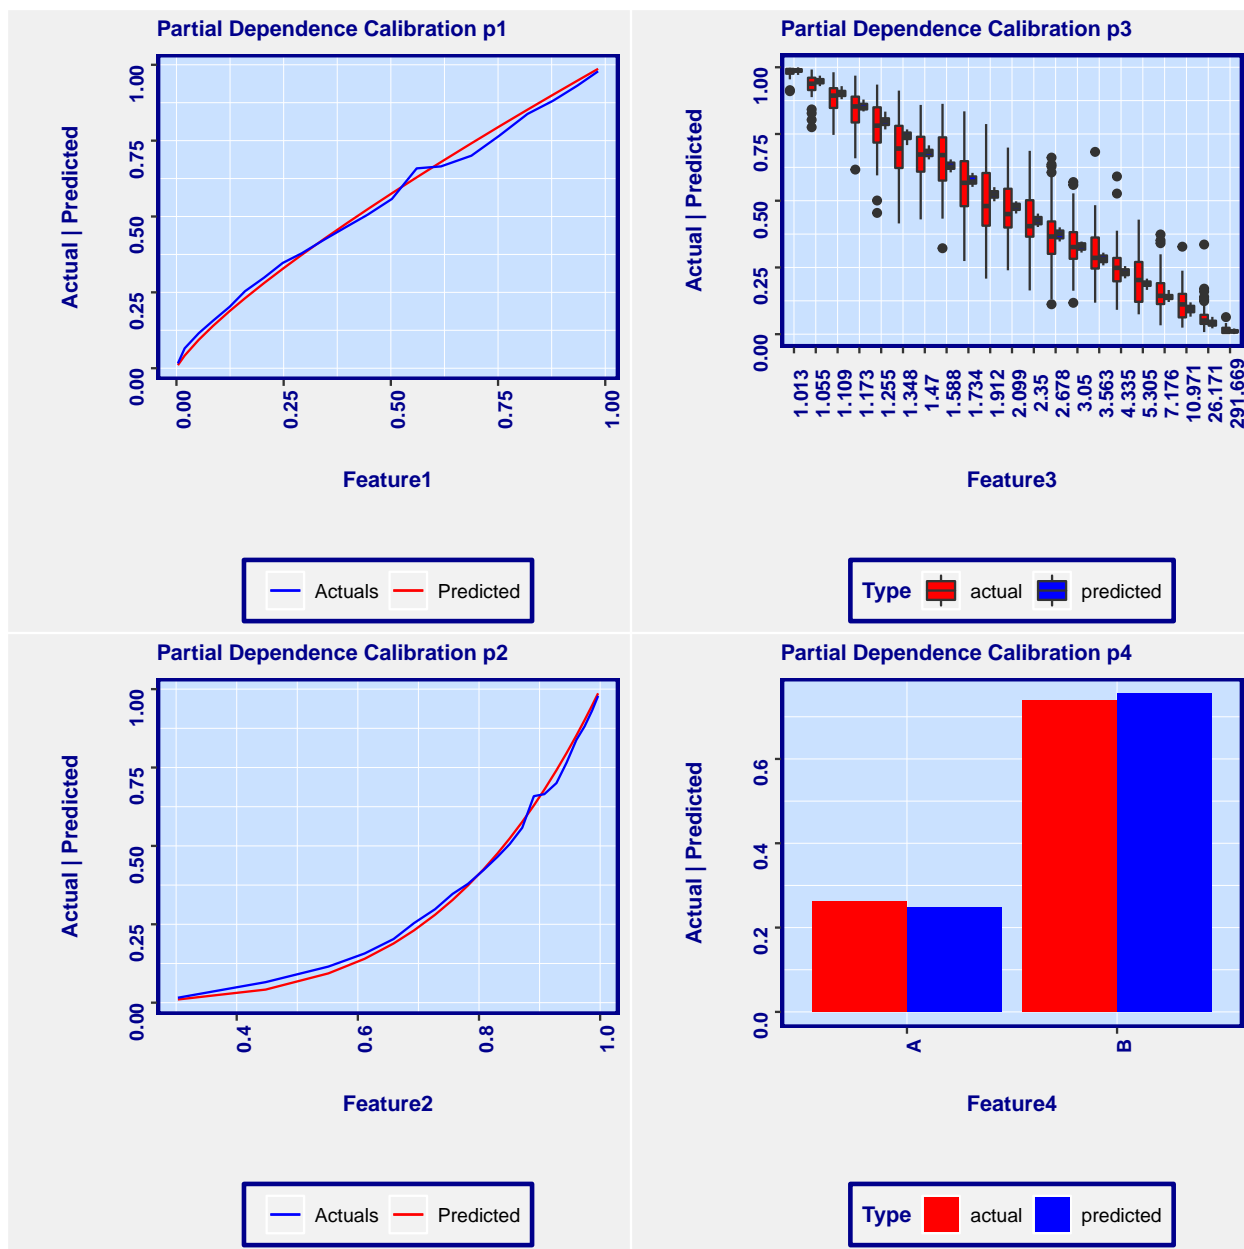 Partial Dependence Calibration p1
Actual | Predicted
1.00
0.75
0.50
0.25
0.00
0.00
0.25
0.50
0.75
1.00
Feature1
Actuals
Predicted
Partial Dependence Calibration p3
Actual | Predicted
1.00
0.75
0.50
0.25
0.00
1.013
1.055
1.109
1.173
1.255
1.348
1.47
1.588
1.734
1.912
2.099
2.35
2.678
3.05
3.563
4.335
5.305
7.176
10.971
26.171
291.669
Feature3
Type
actual
predicted
Partial Dependence Calibration p2
Actual | Predicted
1.00
0.75
0.50
0.25
0.00
0.4
0.6
0.8
1.0
Feature2
Actuals
Predicted
Partial Dependence Calibration p4
Actual | Predicted
0.6
0.4
0.2
0.0
A
B
Feature4
Type
actual
predicted